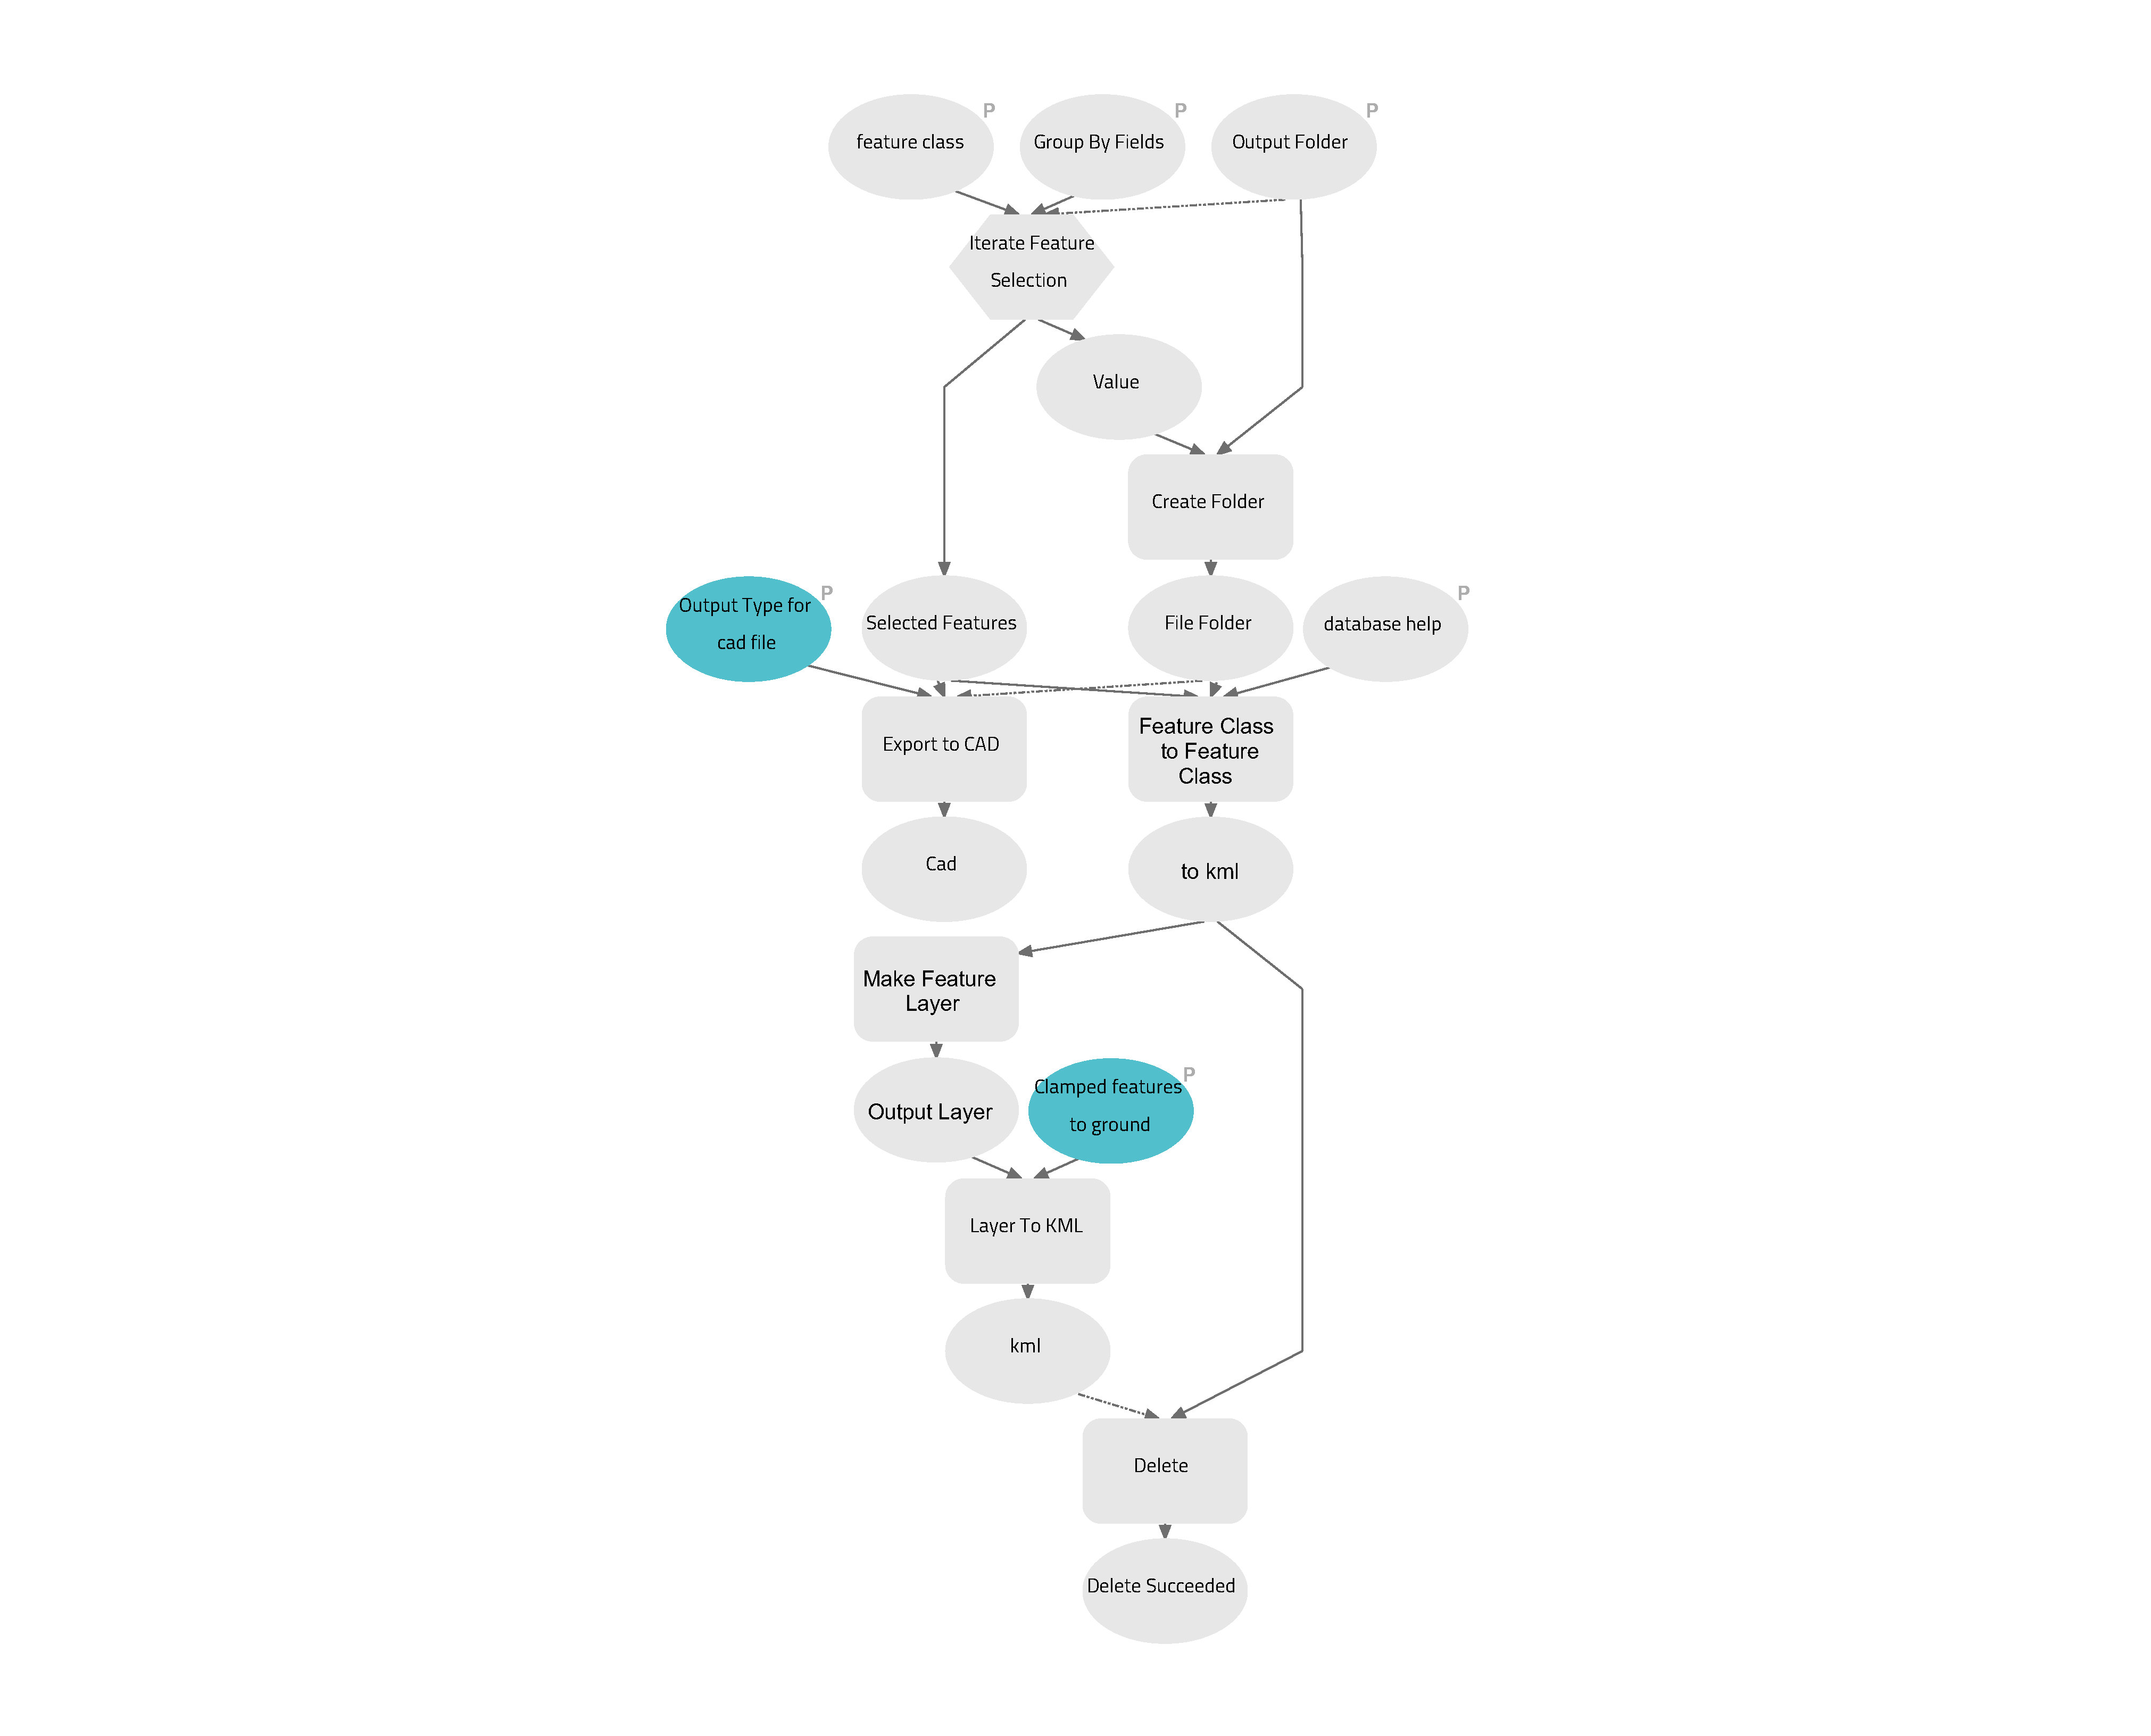 P
P
P
feature class
Group By Fields
Output Folder
Iterate Feature
Selection
Value
Create Folder
P
P
Output Type for
cad file
Selected Features
File Folder
database help
Export to CAD
Feature Class
to Feature
Class
Cad
to kml
Make Feature
Layer
P
Output Layer
Clamped features
to ground
Layer To KML
kml
Delete
Delete Succeeded